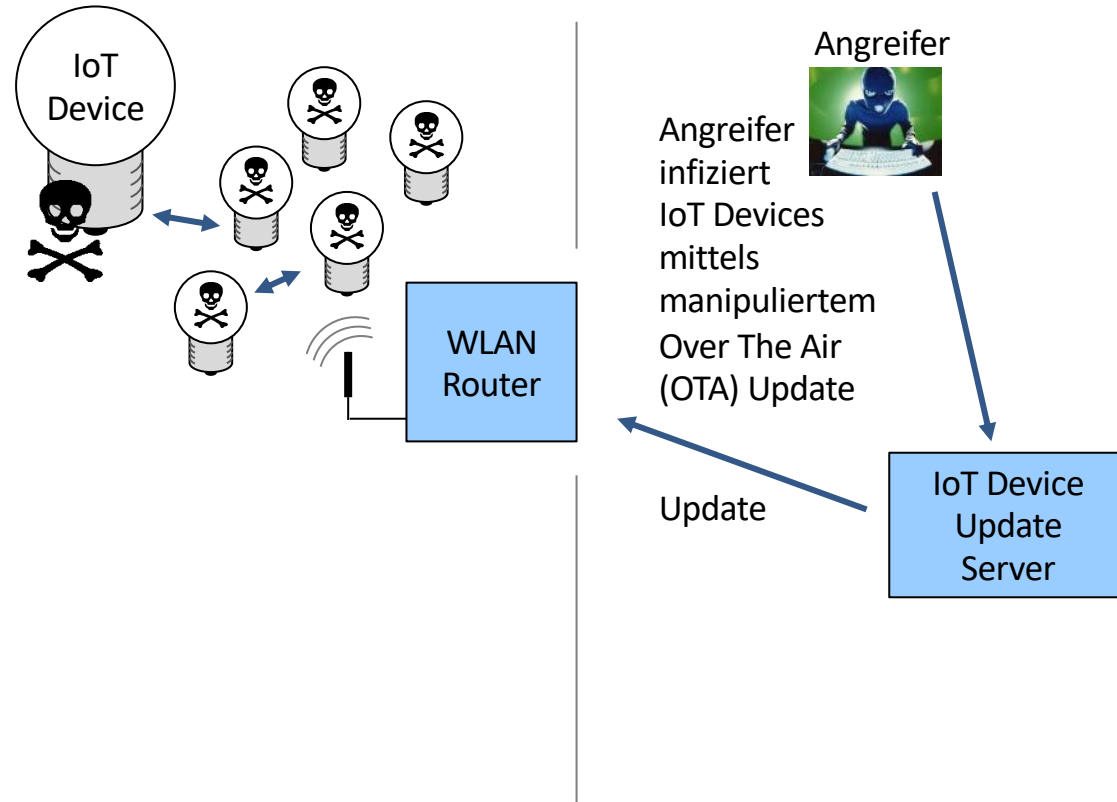 IoT
Device
Angreifer
Angreifer
infiziert
IoT Devices
mittels
manipuliertem
Over The Air
(OTA) Update
WLAN
Router
Update
IoT Device
Update
Server